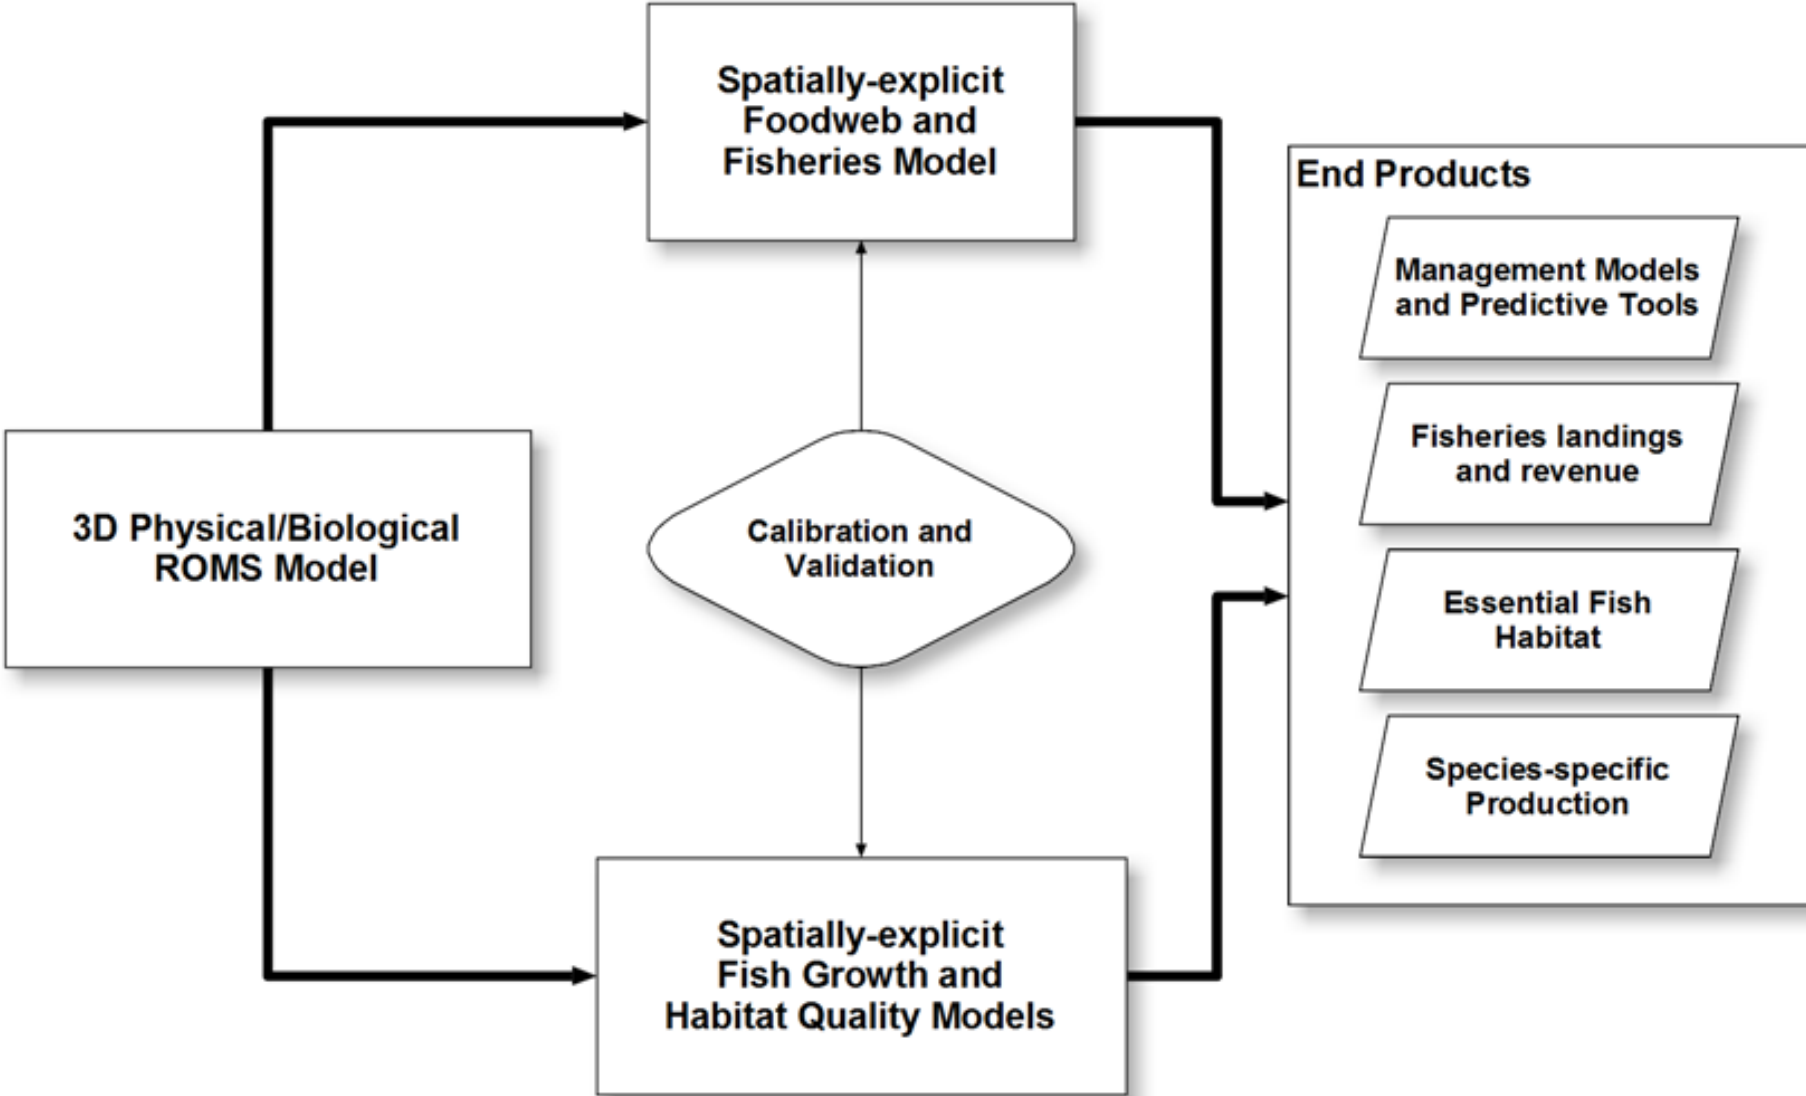 Spatially-explicit
Foodweb and
Fisheries Model
End Products
Management Models
and Predictive Tools
Fisheries landings
and revenue
3D Physical/Biological
ROMS Model
Calibration and
Validation
Essential Fish
Habitat
Species-specific
Production
Spatially-explicit
Fish Growth and
Habitat Quality Models